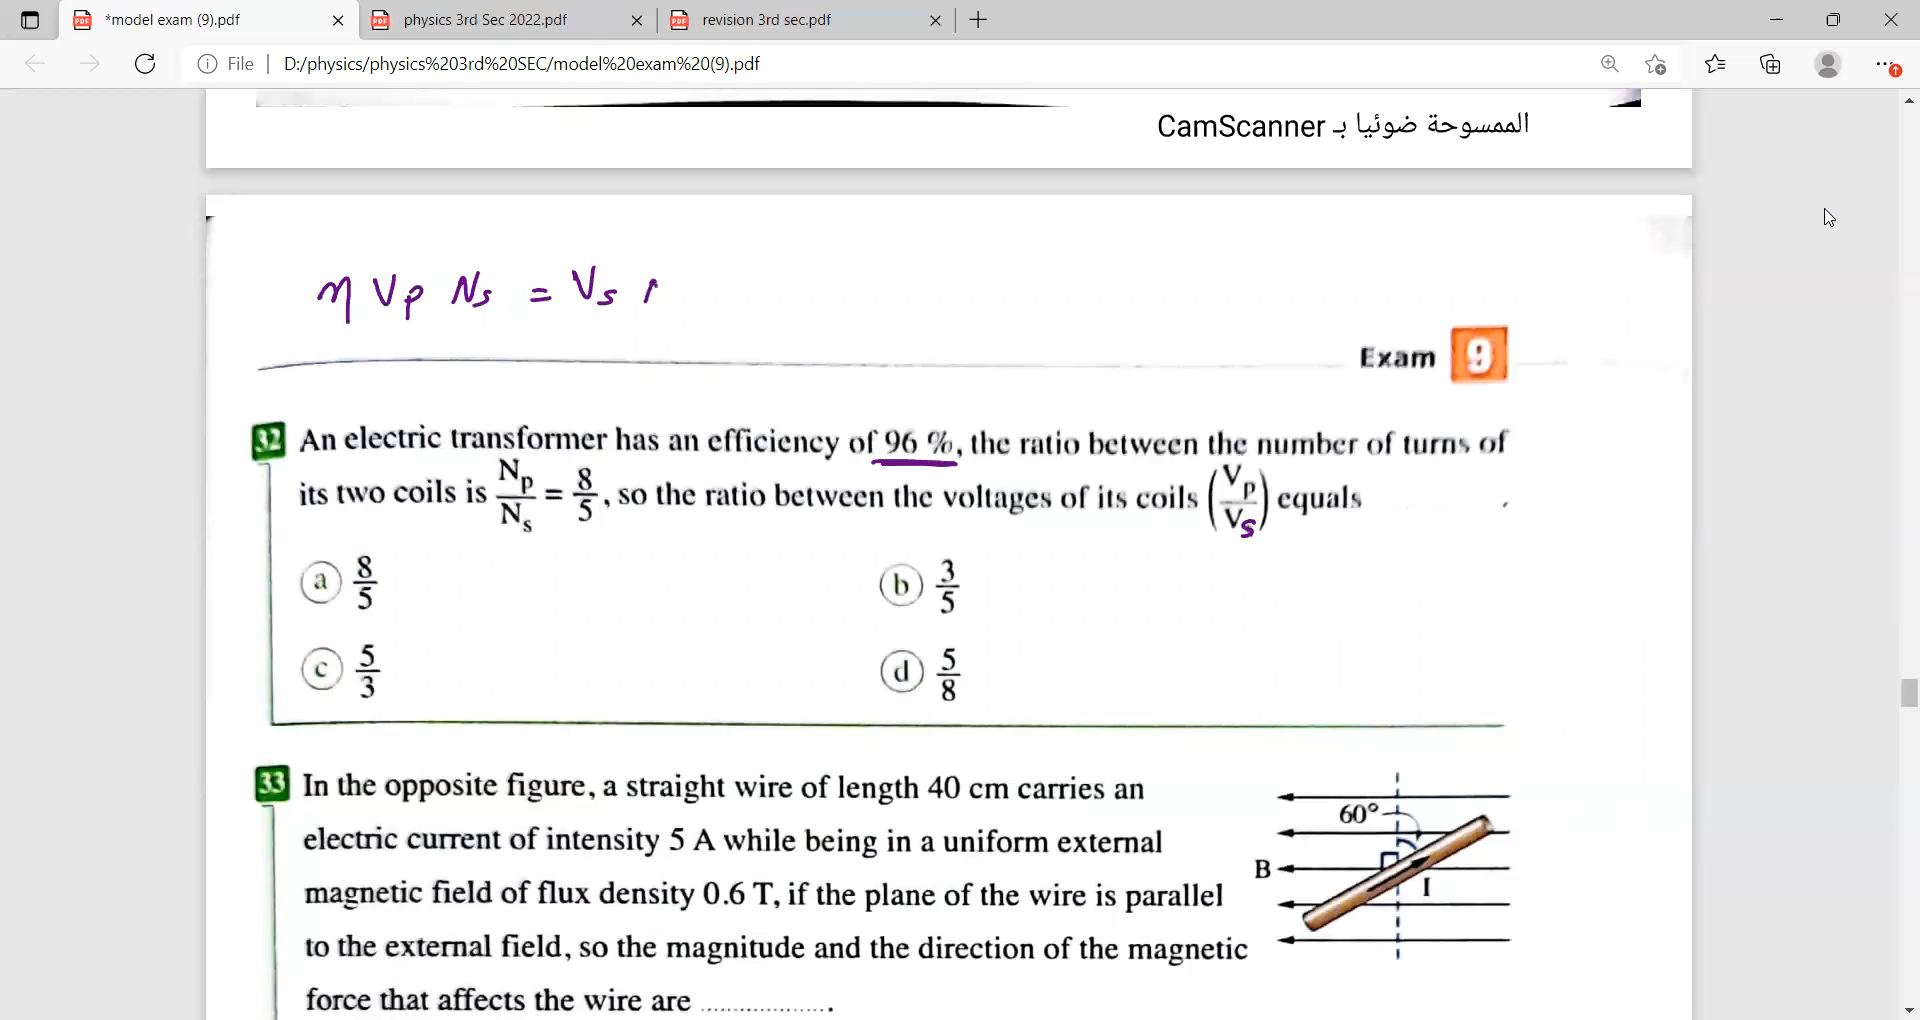 *model exam (9).pdf
physics 3rd Sec 2022.pdf
revision 3rd sec.pdf
File D:/physics/physics%203rd%20SEC/model%20exam%20(9).pdf
الممسوحة ضوئيا بـ CamScanner
η Vp Ns = Vs
Exam 9
32 An electric transformer has an efficiency of 96 %, the ratio between the number of turns of
its two coils is Np/Ns = 8/5, so the ratio between the voltages of its coils (Vp/Vs) equals
a 8/5
b 3/5
c 5/3
d 5/8
33 In the opposite figure, a straight wire of length 40 cm carries an
electric current of intensity 5 A while being in a uniform external
magnetic field of flux density 0.6 T, if the plane of the wire is parallel
to the external field, so the magnitude and the direction of the magnetic
force that affects the wire are ..................
60°
B
I